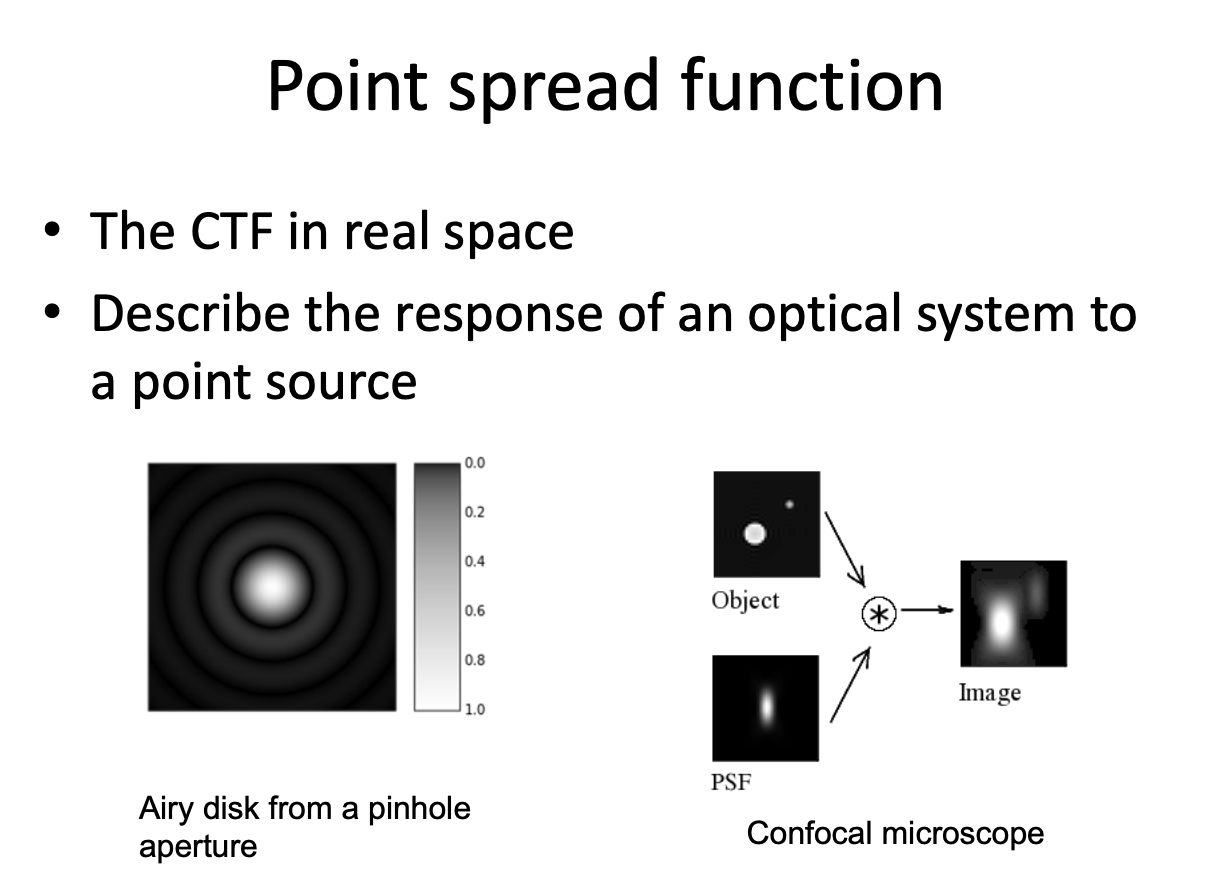 Point spread function
• The CTF in real space
• Describe the response of an optical system to
a point source
0.0
0.2
0.4
0.6
0.8
1.0
Object
PSF
Image
Airy disk from a pinhole
aperture
Confocal microscope